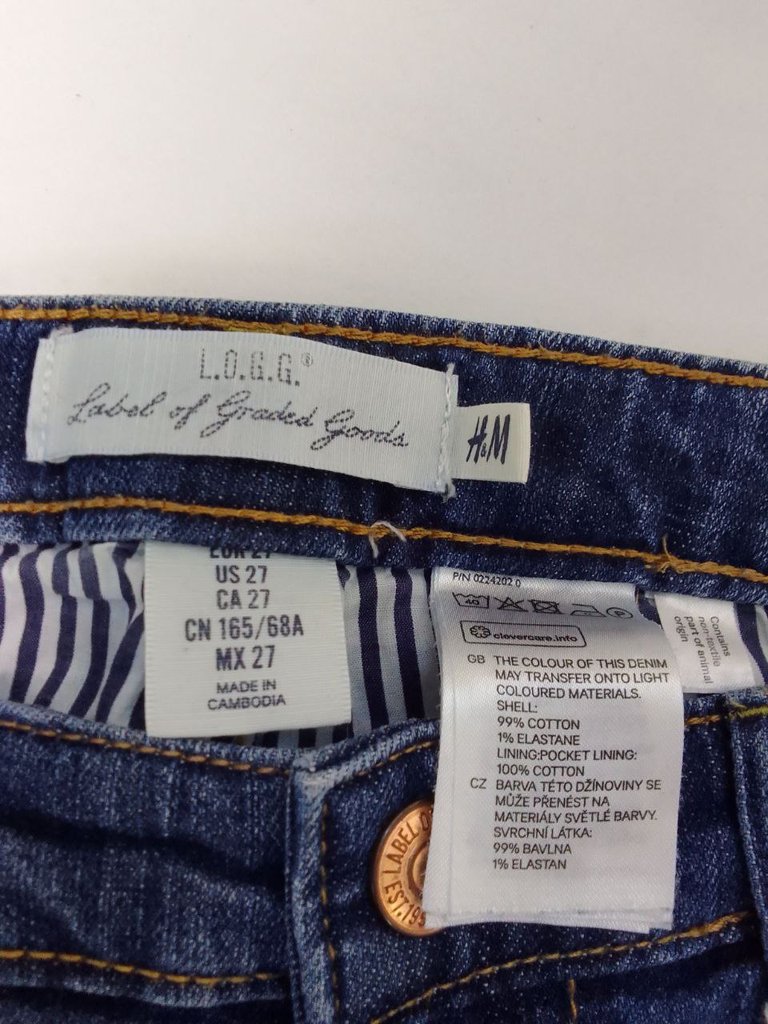 L.O.G.G.®
Label of Graded Goods
H&M
EUR 27
US 27
CA 27
CN 165/68A
MX 27
MADE IN
CAMBODIA
P/N 0224202 0
40
clevercare.info
GB THE COLOUR OF THIS DENIM
MAY TRANSFER ONTO LIGHT
COLOURED MATERIALS.
SHELL:
99% COTTON
1% ELASTANE
LINING:POCKET LINING:
100% COTTON
CZ BARVA TÉTO DŽÍNOVINY SE
MŮŽE PŘENÉST NA
MATERIÁLY SVĚTLÉ BARVY.
SVRCHNÍ LÁTKA:
99% BAVLNA
1% ELASTAN
Contains
non-textile
part of animal
origin
LABEL
EST.